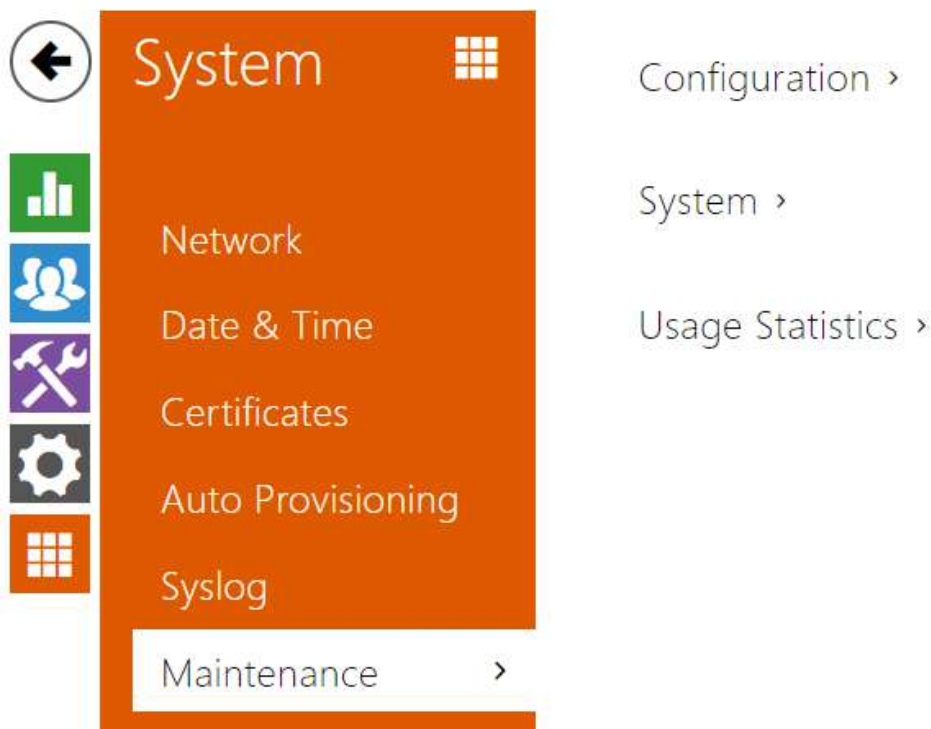 System
Network
Date & Time
Certificates
Auto Provisioning
Syslog
Maintenance ›
Configuration ›
System ›
Usage Statistics ›